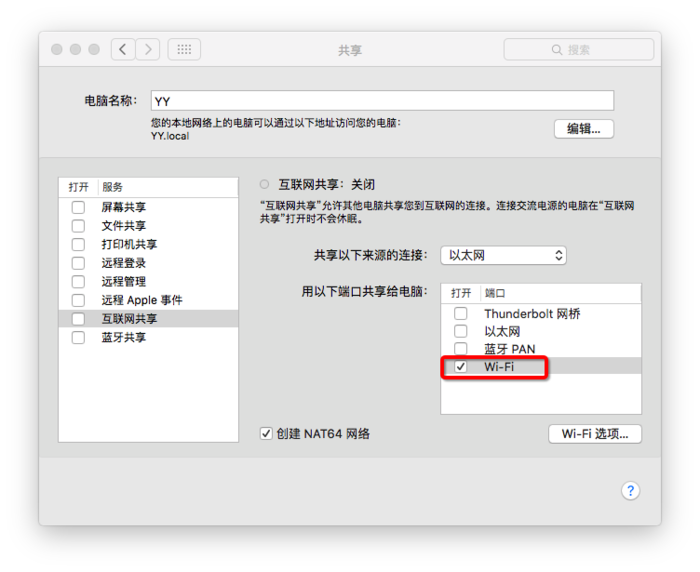 共享
搜索
电脑名称：
YY
您的本地网络上的电脑可以通过以下地址访问您的电脑：
YY.local
编辑...
打开 服务
屏幕共享
文件共享
打印机共享
远程登录
远程管理
远程 Apple 事件
互联网共享
蓝牙共享
互联网共享：关闭
“互联网共享”允许其他电脑共享您到互联网的连接。连接交流电源的电脑在“互联网
共享”打开时不会休眠。
共享以下来源的连接：
以太网
用以下端口共享给电脑：
打开 端口
Thunderbolt 网桥
以太网
蓝牙 PAN
Wi-Fi
创建 NAT64 网络
Wi-Fi 选项...
?